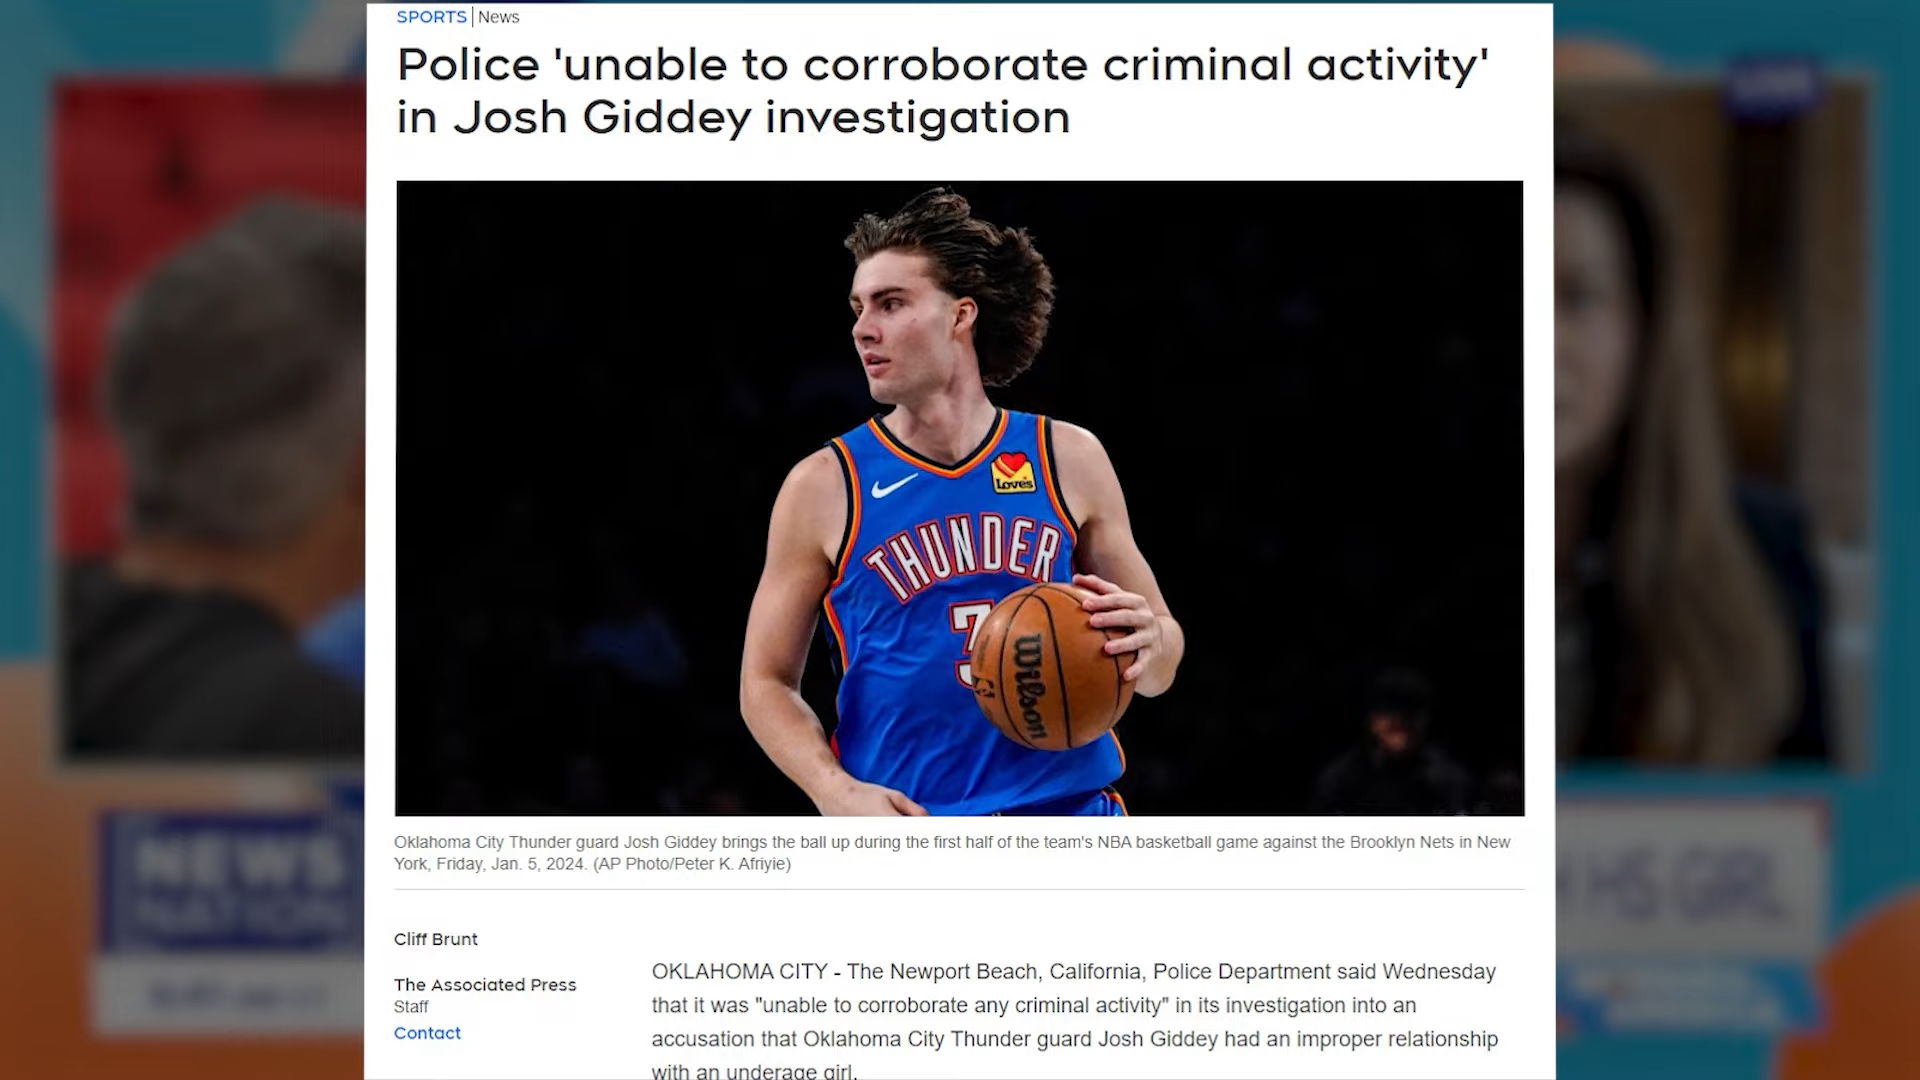 SPORTS | News
Police 'unable to corroborate criminal activity'
in Josh Giddey investigation
Loves
THUNDER
3
Wilson
Oklahoma City Thunder guard Josh Giddey brings the ball up during the first half of the team's NBA basketball game against the Brooklyn Nets in New
York, Friday, Jan. 5, 2024. (AP Photo/Peter K. Afriyie)
Cliff Brunt
The Associated Press
Staff
Contact
OKLAHOMA CITY - The Newport Beach, California, Police Department said Wednesday
that it was "unable to corroborate any criminal activity" in its investigation into an
accusation that Oklahoma City Thunder guard Josh Giddey had an improper relationship
with an underage girl.
NEWS
NATION
HS GIRL